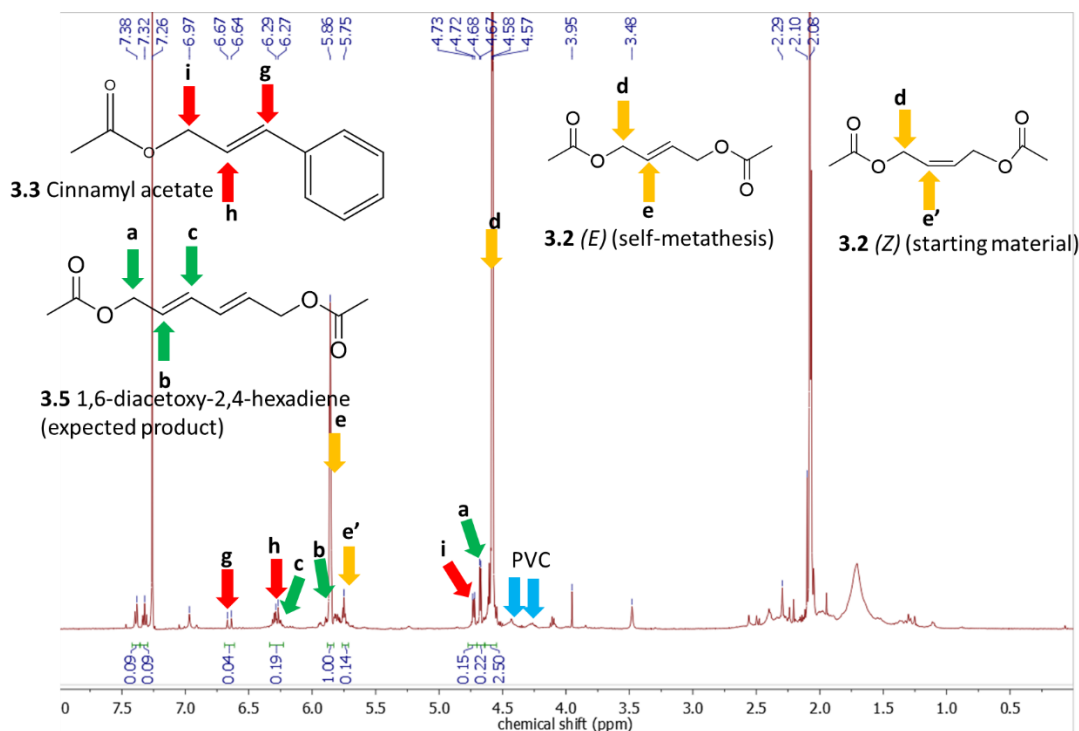 7.38
7.32
7.26
6.97
6.67
6.64
6.29
6.27
5.86
5.75
4.73
4.72
4.68
4.67
4.58
4.57
3.95
3.48
2.29
2.10
2.08
i
g
O
O
3.3 Cinnamyl acetate
h
a
c
O
O
O
O
b
3.5 1,6-diacetoxy-2,4-hexadiene
(expected product)
d
O
O
O
O
e
3.2 (E) (self-metathesis)
d
O
O
O
O
e’
3.2 (Z) (starting material)
d
e
g
h
c
b
e’
i
a
PVC
0.09
0.09
0.04
0.19
1.00
0.14
0.15
0.22
2.50
0 7.5 7.0 6.5 6.0 5.5 5.0 4.5 4.0 3.5 3.0 2.5 2.0 1.5 1.0 0.5
chemical shift (ppm)